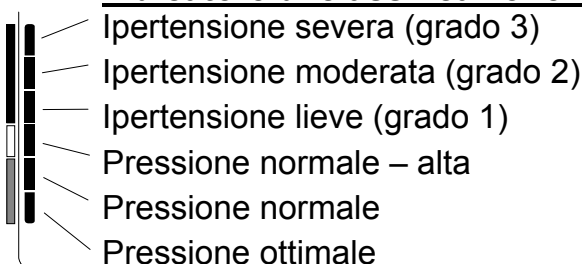 Ipertensione severa (grado 3)
Ipertensione moderata (grado 2)
Ipertensione lieve (grado 1)
Pressione normale – alta
Pressione normale
Pressione ottimale